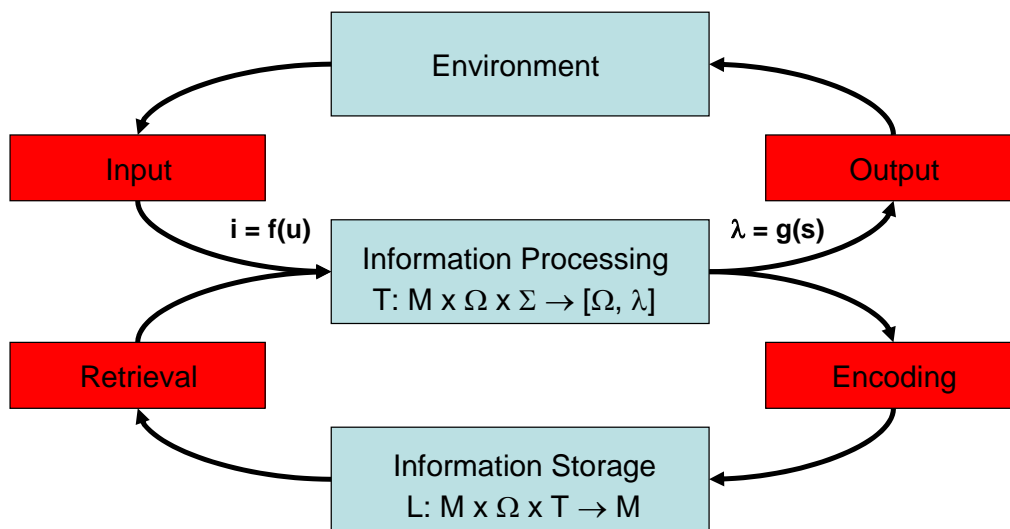 Environment
Input
Output
i = f(u)
λ = g(s)
Information Processing
T: M x Ω x Σ → [Ω, λ]
Retrieval
Encoding
Information Storage
L: M x Ω x T → M